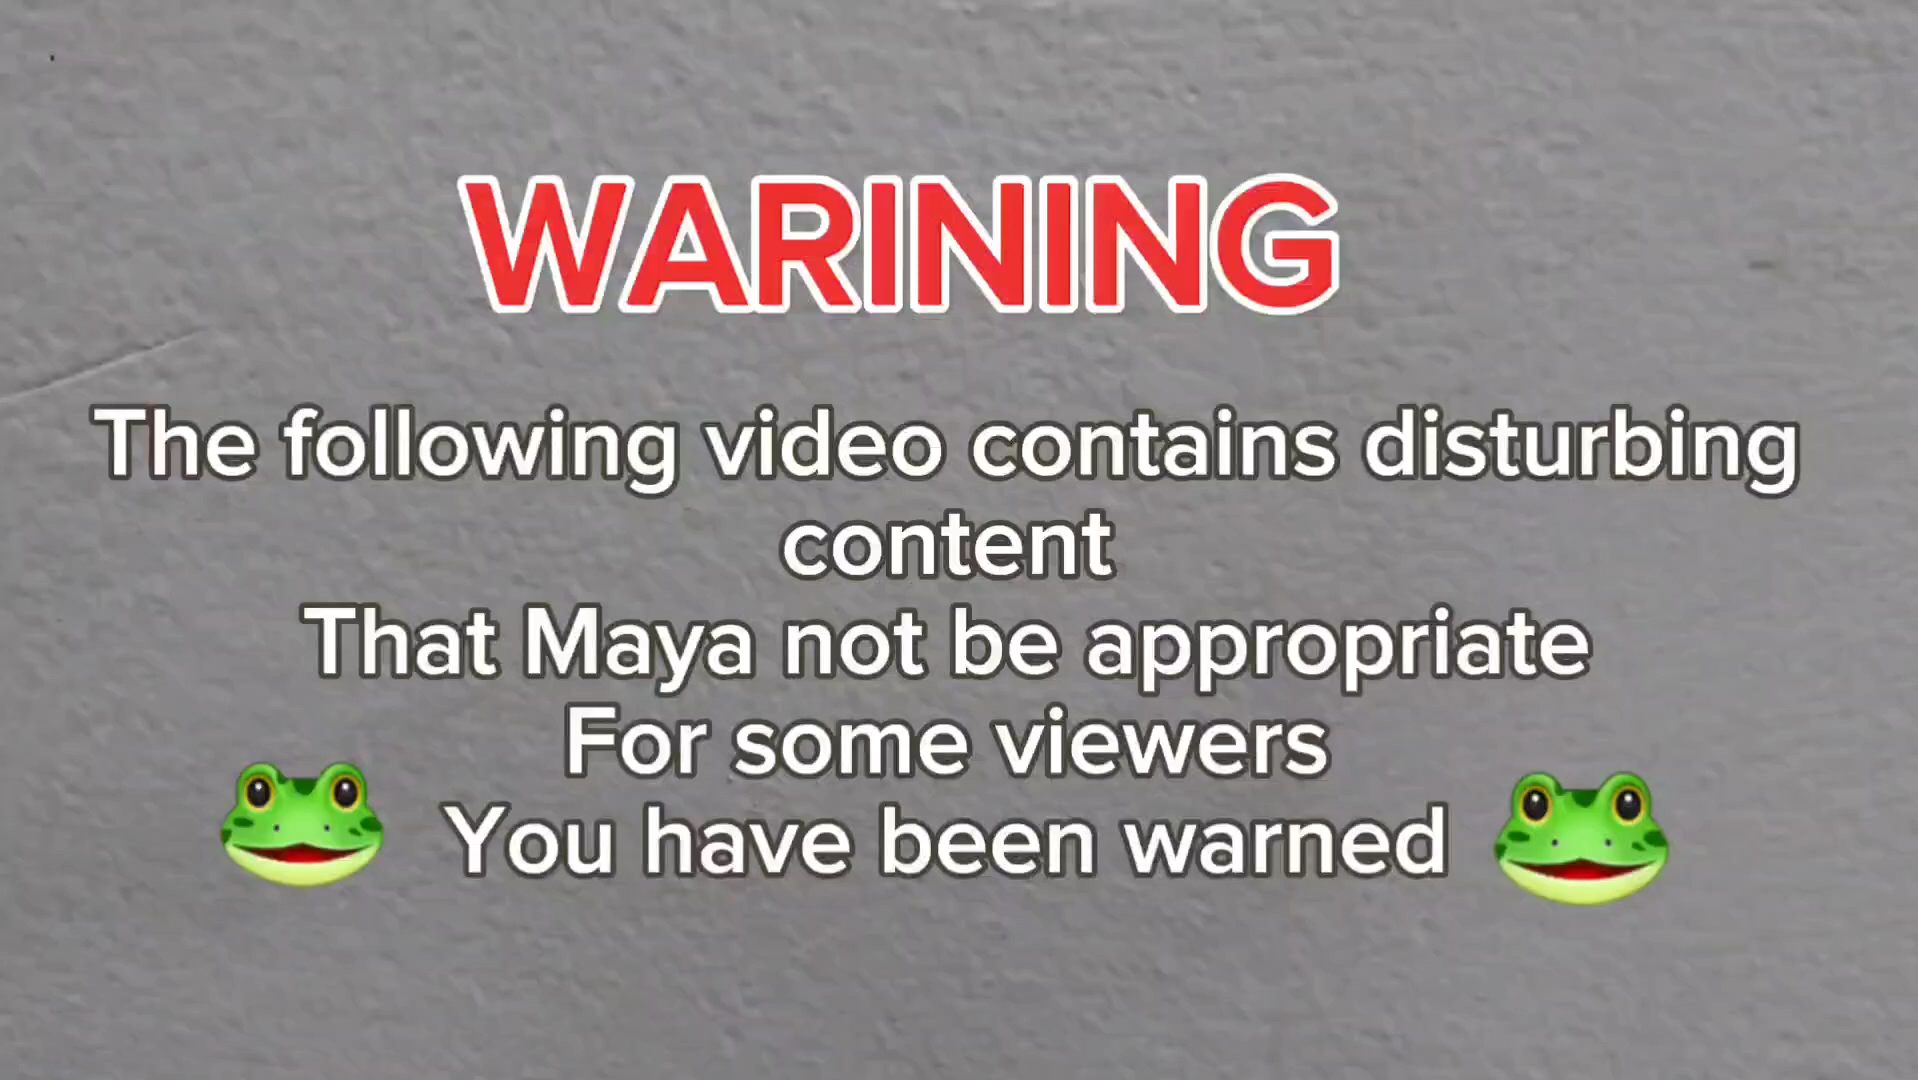 WARINING
The following video contains disturbing
content
That Maya not be appropriate
For some viewers
You have been warned